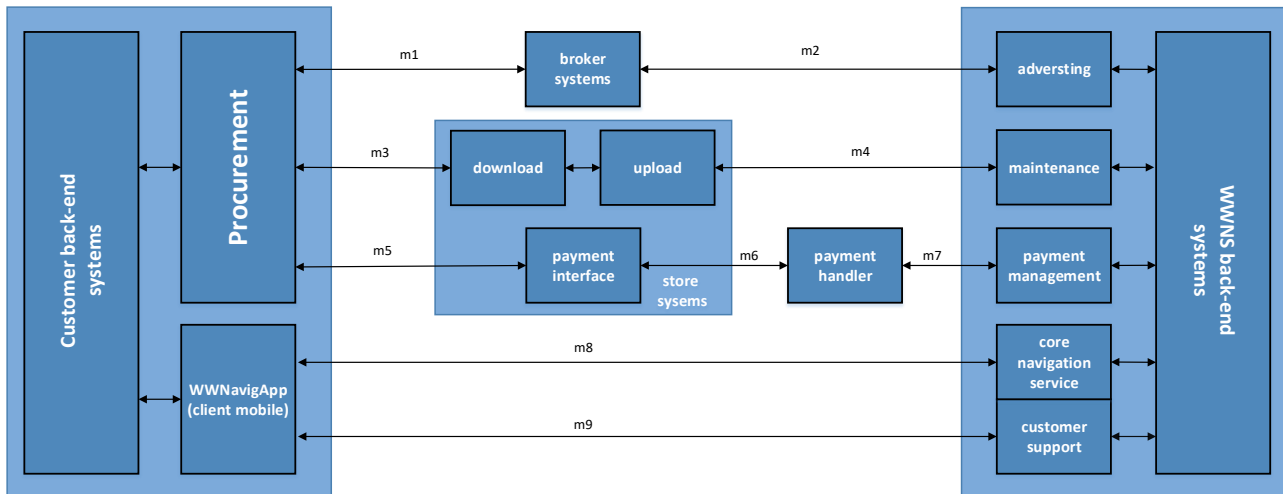 Customer back-end
systems
Procurement
WWNavigApp
(client mobile)
m1
broker
systems
m2
adversting
m3
download
upload
m4
maintenance
m5
payment
interface
store
sysems
m6
payment
handler
m7
payment
management
m8
core
navigation
service
m9
customer
support
WWNS back-end
systems